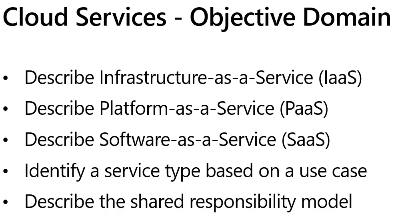 Cloud Services - Objective Domain
• Describe Infrastructure-as-a-Service (IaaS)
• Describe Platform-as-a-Service (PaaS)
• Describe Software-as-a-Service (SaaS)
• Identify a service type based on a use case
• Describe the shared responsibility model